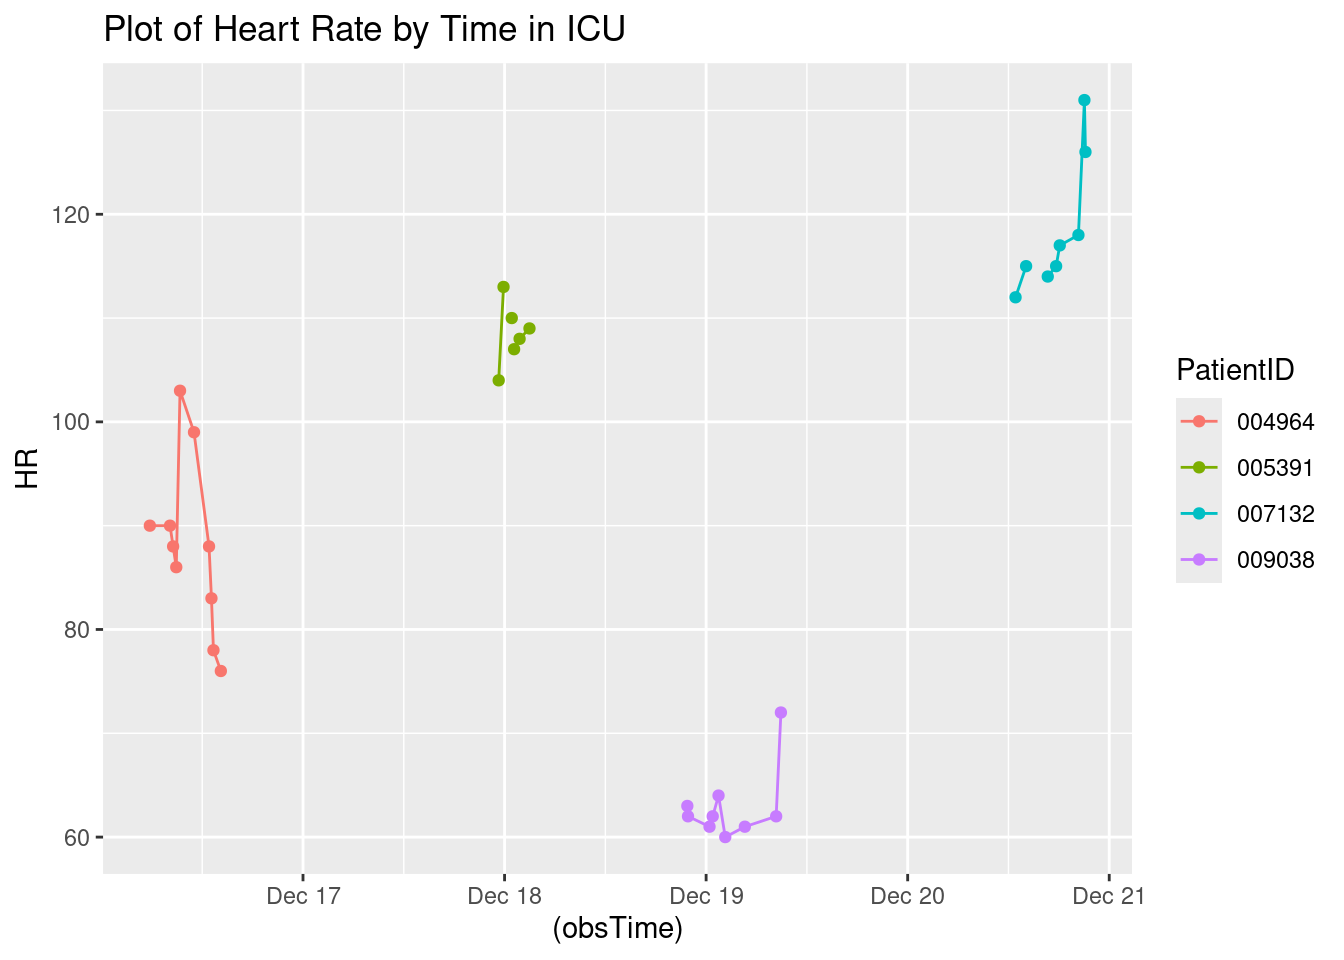 Plot of Heart Rate by Time in ICU
HR
120
100
80
60
Dec 17
Dec 18
Dec 19
Dec 20
Dec 21
(obsTime)
PatientID
004964
005391
007132
009038